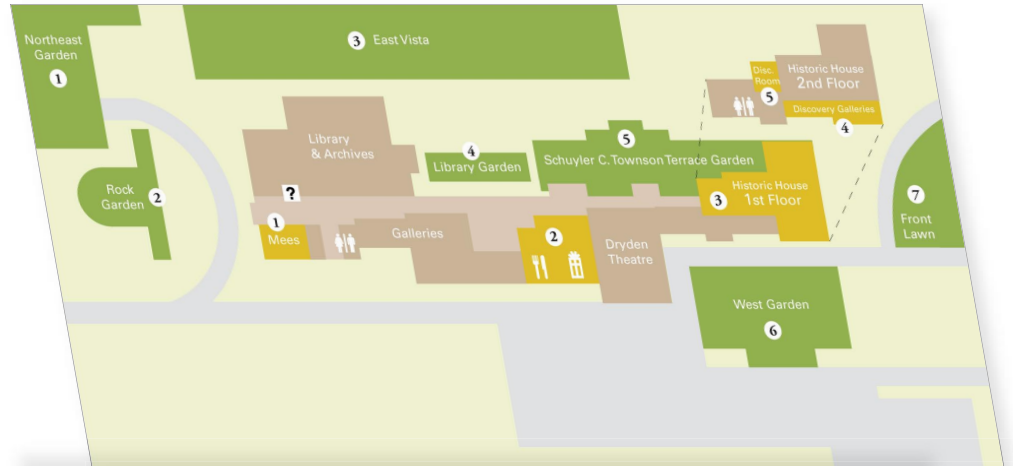 Northeast
Garden
1
3 East Vista
Disc.
Room
5
Historic House
2nd Floor
Discovery Galleries
4
Library
& Archives
4
Library Garden
5
Schuyler C. Townson Terrace Garden
Rock
Garden
2
?
1
Mees
Galleries
2
Dryden
Theatre
3
Historic House
1st Floor
7
Front
Lawn
West Garden
6